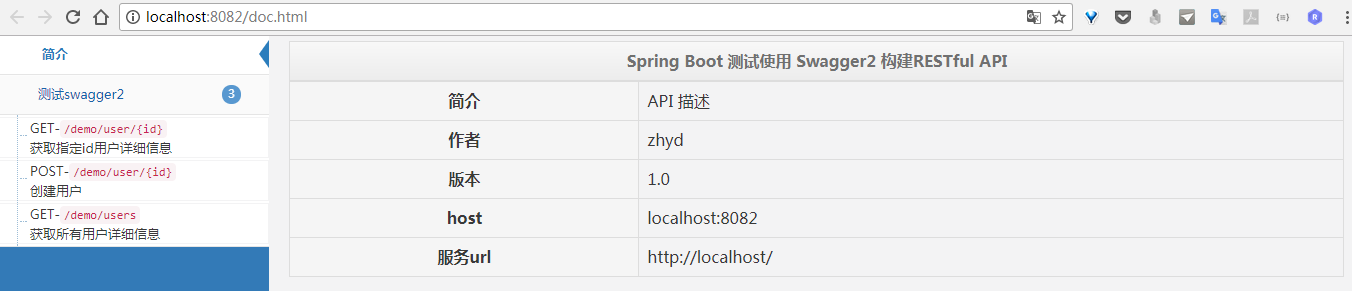 localhost:8082/doc.html
简介
测试swagger2 3
GET-/demo/user/{id}
获取指定id用户详细信息
POST-/demo/user/{id}
创建用户
GET-/demo/users
获取所有用户详细信息
Spring Boot 测试使用 Swagger2 构建RESTful API
简介 API 描述
作者 zhyd
版本 1.0
host localhost:8082
服务url http://localhost/